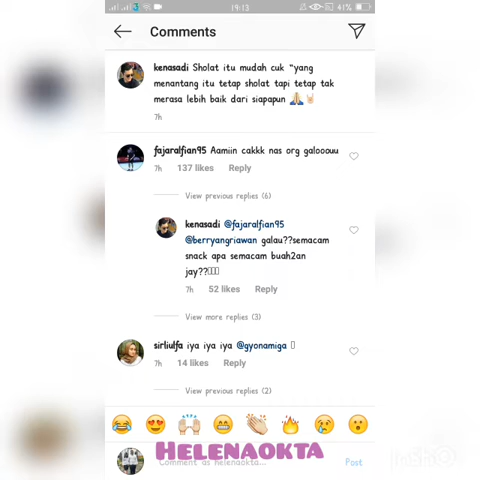 19:13
41%
Comments
kenasadi Sholat itu mudah cuk "yang
menantang itu tetap sholat tapi tetap tak
merasa lebih baik dari siapapun 🙏🏻🤘🏻
7h
fajaralfian95 Aamiin cakkk nas org galooouu
7h 137 likes Reply
View previous replies (6)
kenasadi @fajaralfian95
@berryangriawan galau??semacam
snack apa semacam buah2an
jay??
7h 52 likes Reply
View more replies (3)
sirliulfa iya iya iya @gyonamiga
7h 14 likes Reply
View previous replies (2)
HELENAOKTA
Comment as helenaokta... Post